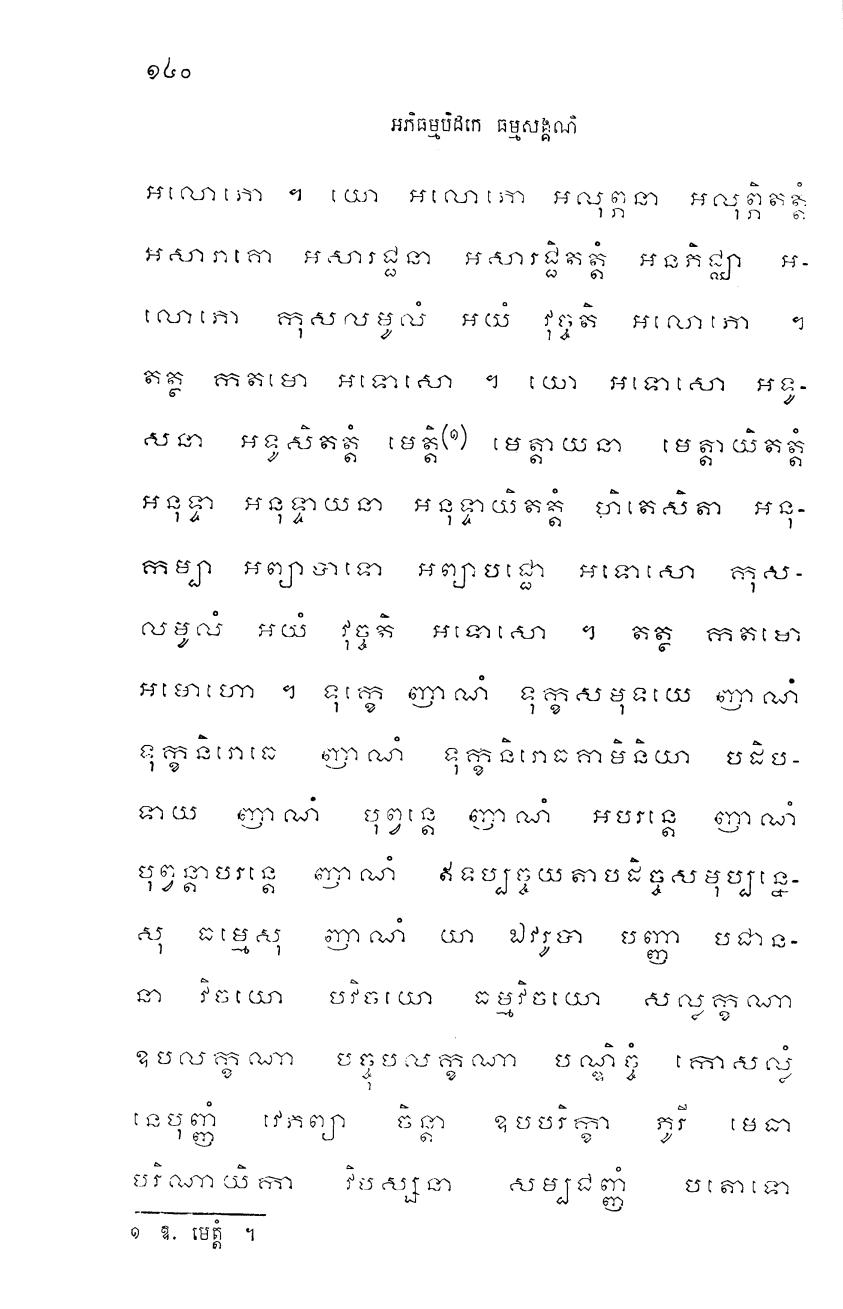 ១៤០
អភិធម្មបិដកេ ធម្មសង្គណី
អលោភោ ។ យោ អលោភោ អលុព្ភនា អលុព្ភិតត្តំ
អសារាគោ អសារជ្ជនា អសារជ្ជិតត្តំ អនភិជ្ឈា អ-
លោភោ កុសលមូលំ អយំ វុច្ចតិ អលោភោ ។
តត្ថ កតមោ អទោសោ ។ យោ អទោសោ អទូ-
សនា អទូសិតត្តំ មេត្តិ(១) មេត្តាយនា មេត្តាយិតត្តំ
អនុទ្ទា អនុទ្ទាយនា អនុទ្ទាយិតត្តំ ហិតេសិតា អនុ-
កម្បា អព្យាបាទោ អព្យាបជ្ជោ អទោសោ កុស-
លមូលំ អយំ វុច្ចតិ អទោសោ ។ តត្ថ កតមោ
អមោហោ ។ ទុក្ខេ ញាណំ ទុក្ខសមុទយេ ញាណំ
ទុក្ខនិរោធេ ញាណំ ទុក្ខនិរោធគាមិនិយា បដិប-
ទាយ ញាណំ បុព្វន្តេ ញាណំ អបរន្តេ ញាណំ
បុព្វន្តាបរន្តេ ញាណំ ឥទប្បច្ចយតាបដិច្ចសមុប្បន្នេ-
សុ ធម្មេសុ ញាណំ យា ឯវរូបា បញ្ញា បជាន-
នា វិចយោ បវិចយោ ធម្មវិចយោ សល្លក្ខណា
ឧបលក្ខណា បច្ចុបលក្ខណា បណ្ឌិច្ចំ កោសល្លំ
នេបុញ្ញំ វេភព្យា ចិន្តា ឧបបរិក្ខា ភូរី មេធា
បរិណាយិកា វិបស្សនា សម្បជញ្ញំ បតោទោ
១ ឱ. មេត្តំ ។